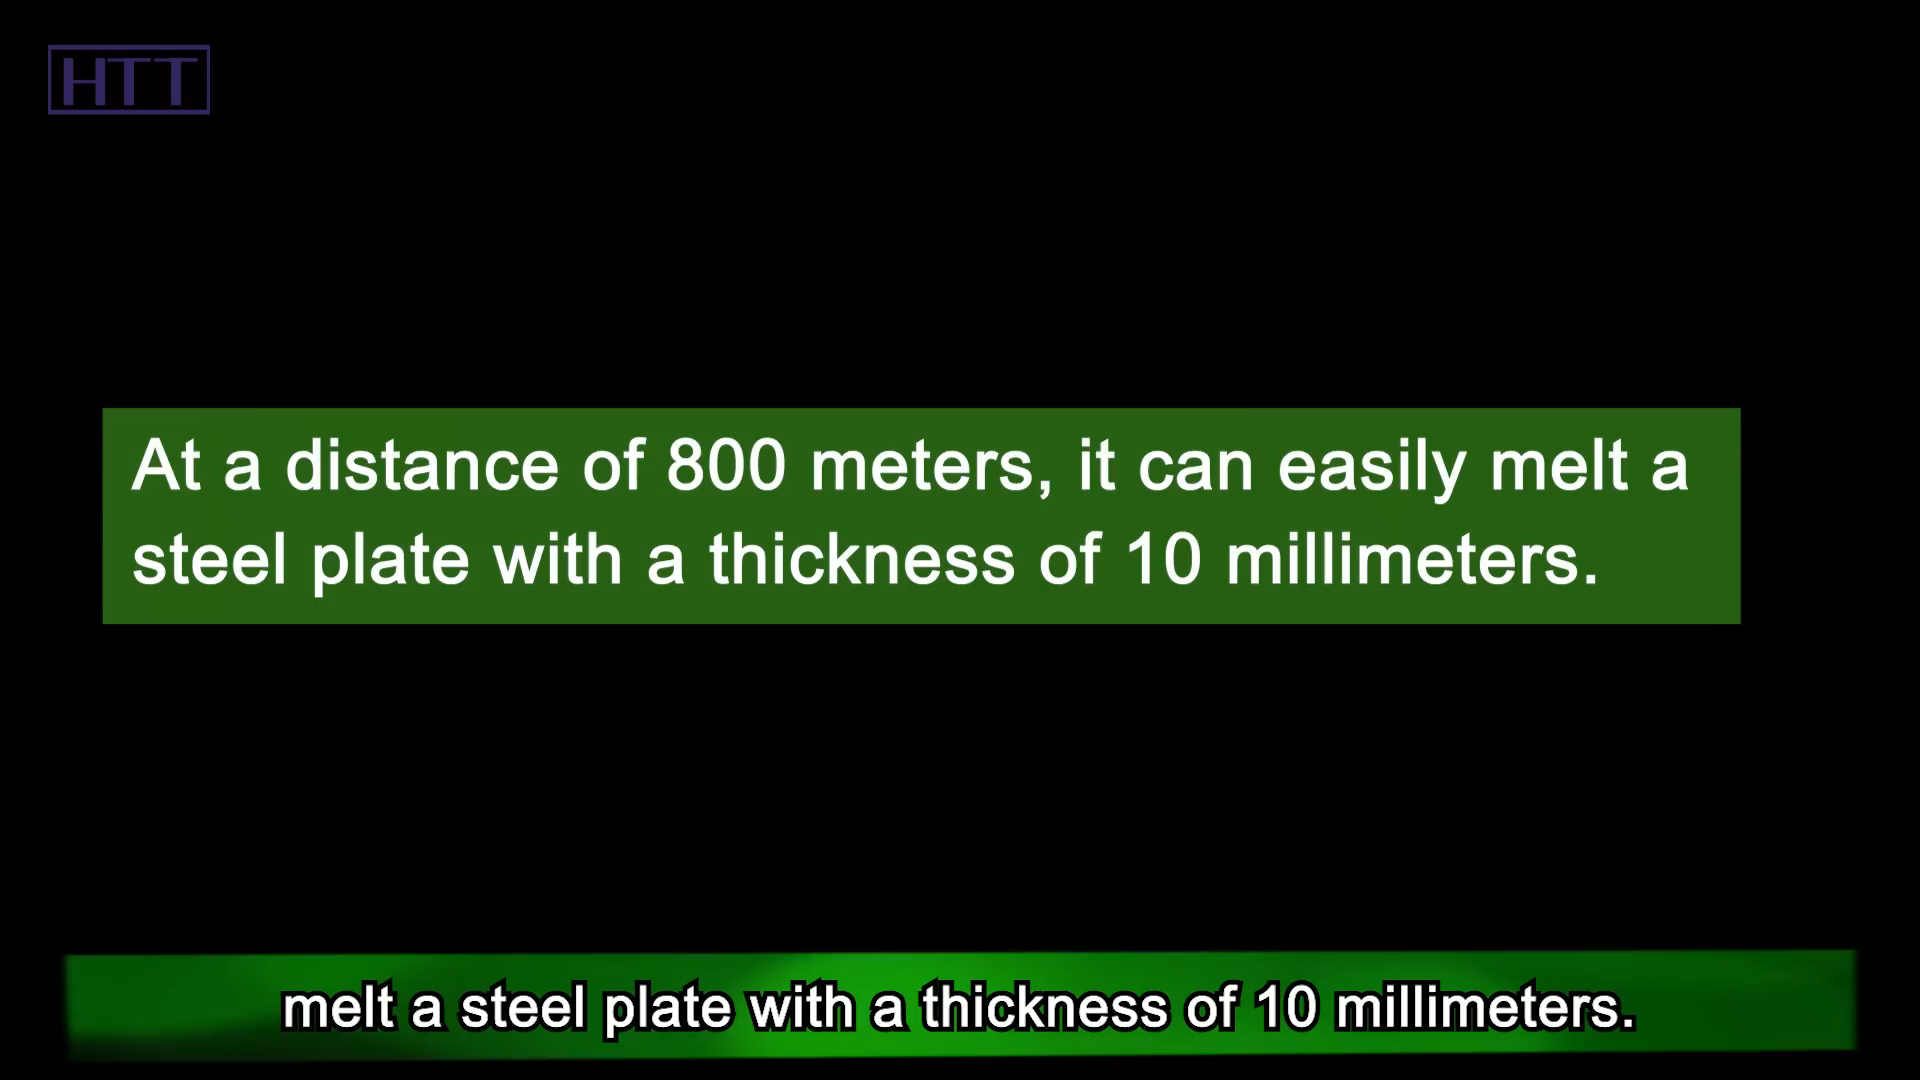 HTT
At a distance of 800 meters, it can easily melt a
steel plate with a thickness of 10 millimeters.
melt a steel plate with a thickness of 10 millimeters.